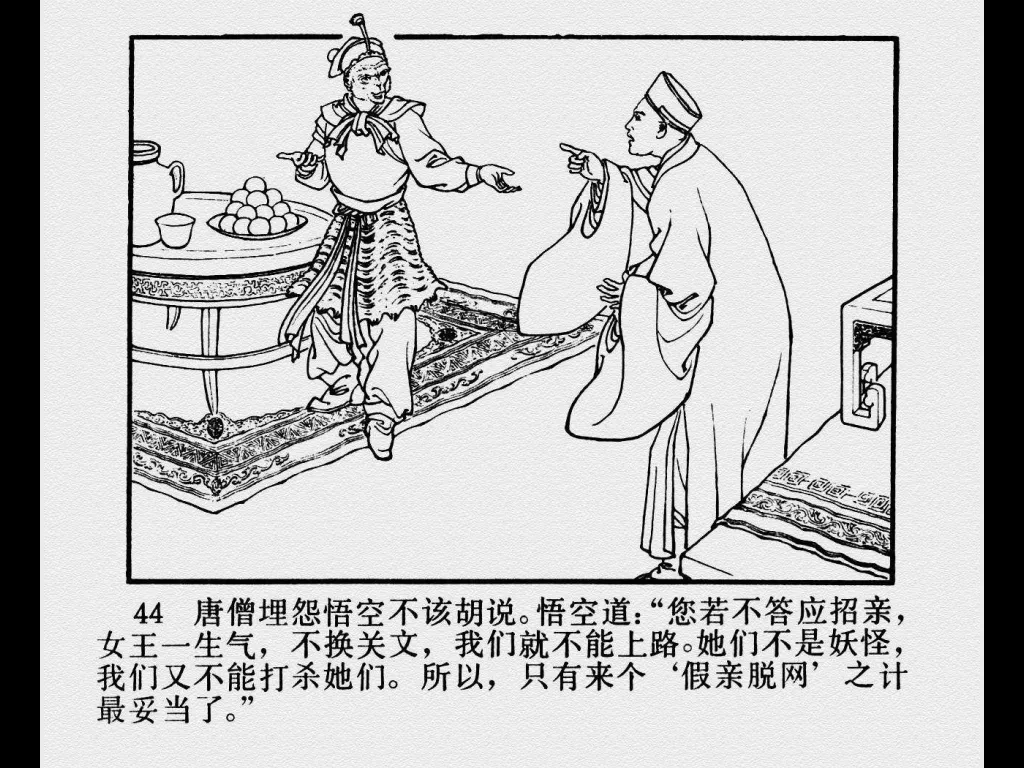 44 唐僧埋怨悟空不该胡说。悟空道：“您若不答应招亲，
女王一生气，不换关文，我们就不能上路。她们不是妖怪，
我们又不能打杀她们。所以，只有来个‘假亲脱网’之计
最妥当了。”